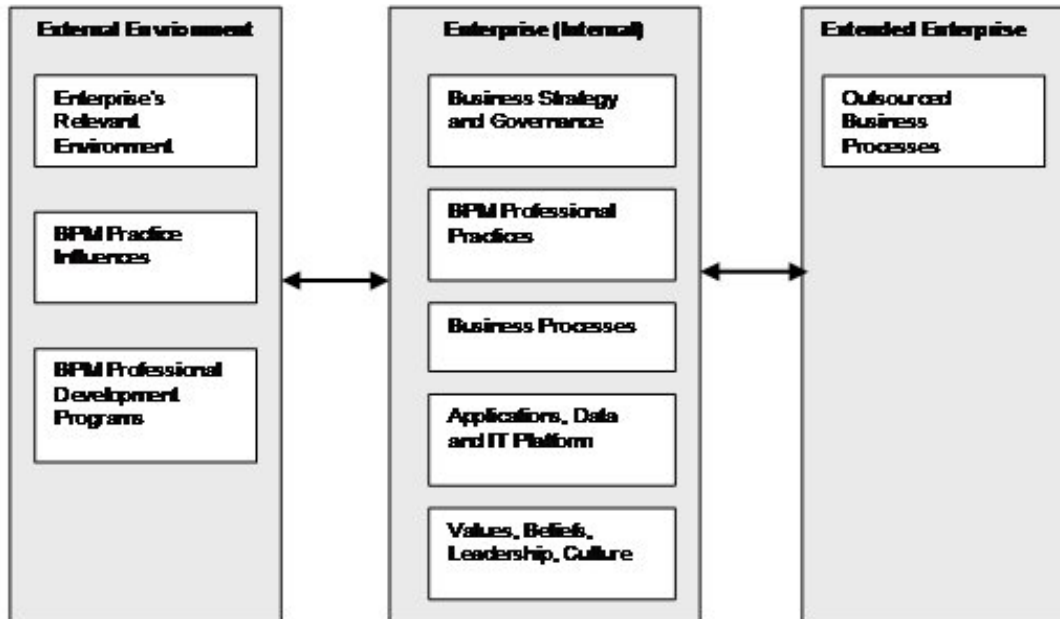 External Environment
Enterprise's
Relevant
Environment
BPM Practice
Influences
BPM Professional
Development
Programs
Enterprise (Internal)
Business Strategy
and Governance
BPM Professional
Practices
Business Processes
Applications, Data
and IT Platform
Values, Beliefs,
Leadership, Culture
Extended Enterprise
Outsourced
Business
Processes